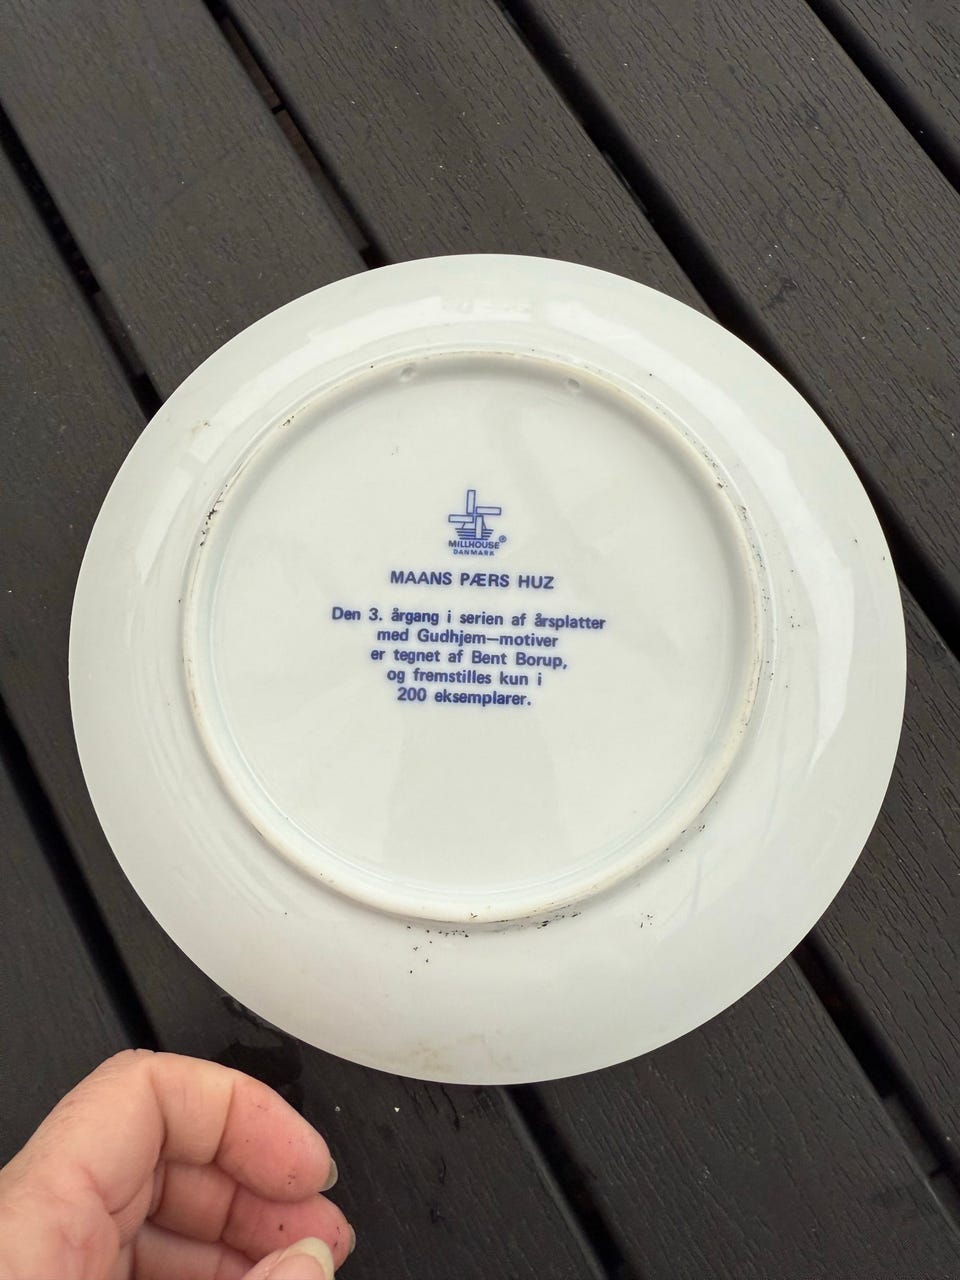 MILLHOUSE®
DANMARK
MAANS PÆRS HUZ
Den 3. årgang i serien af årsplatter
med Gudhjem—motiver
er tegnet af Bent Borup,
og fremstilles kun i
200 eksemplarer.